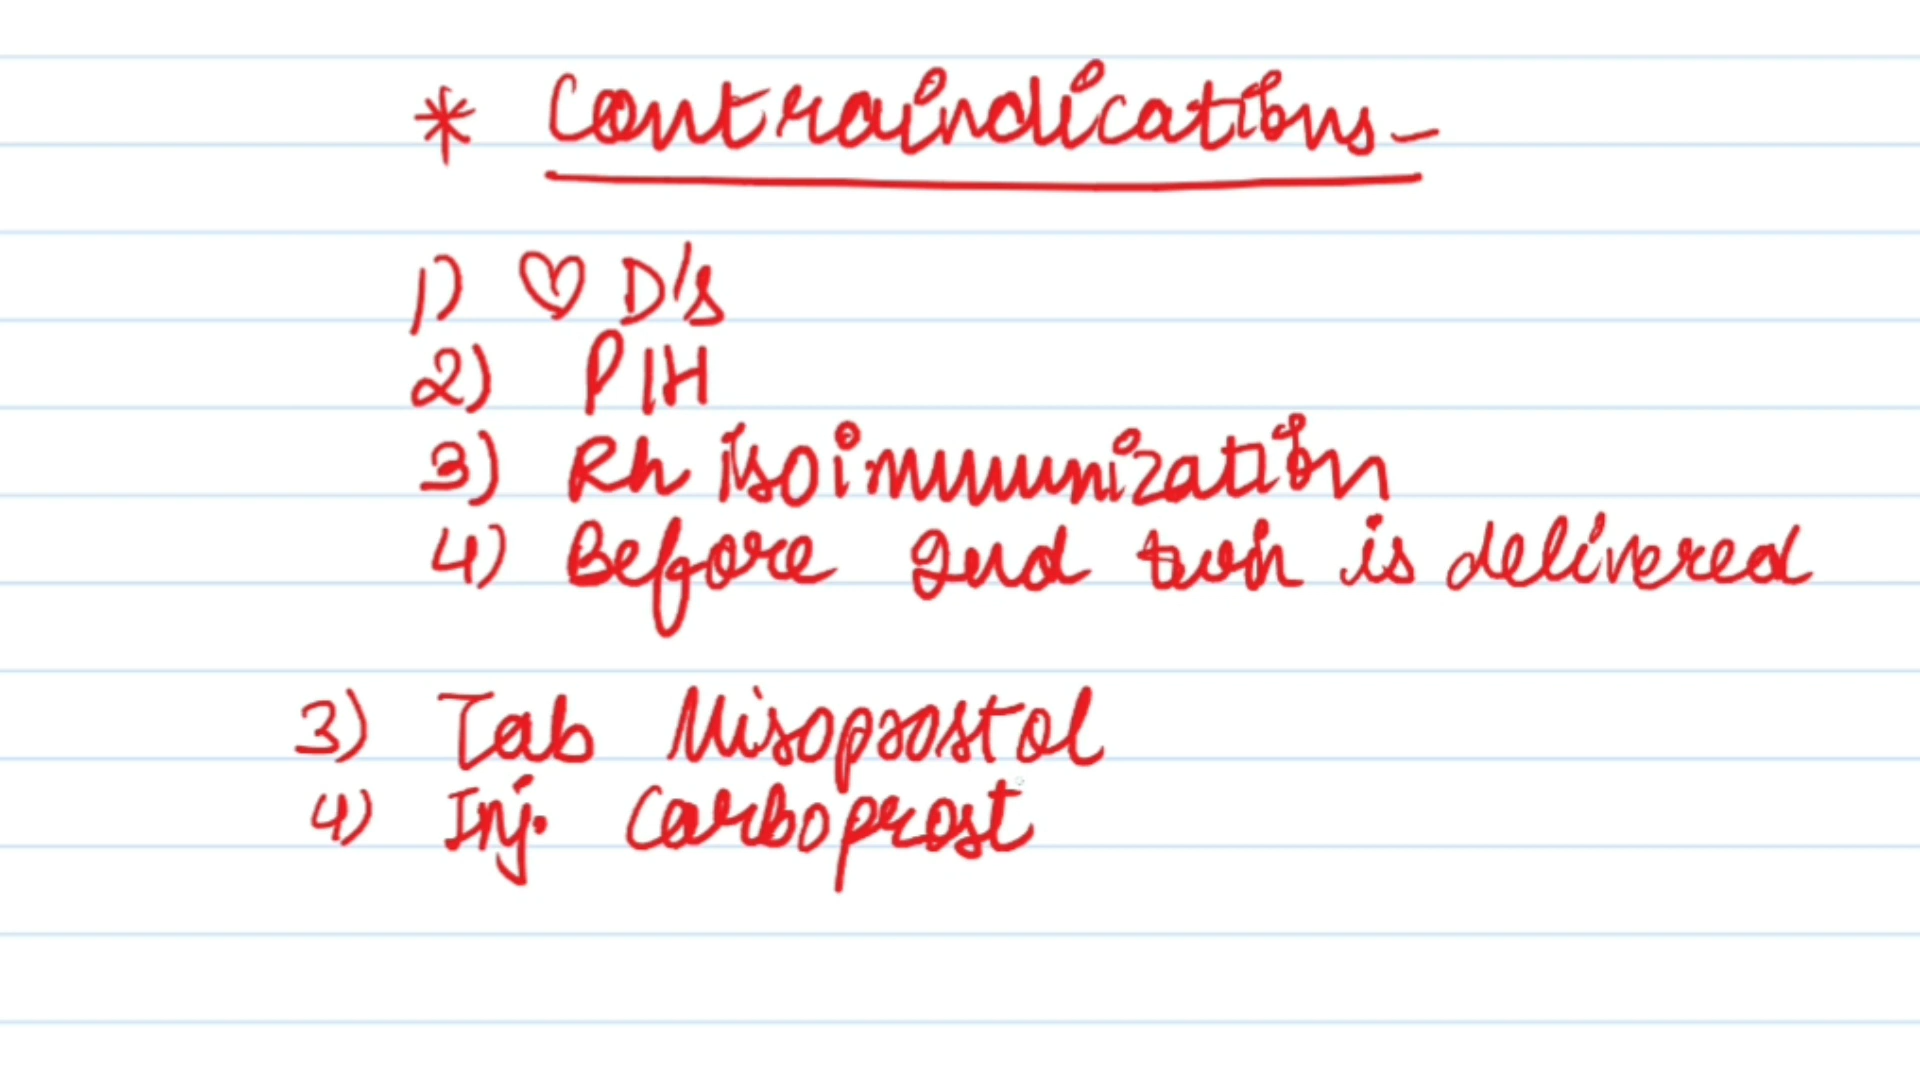 * Contraindications -
1) ♡ D's
2) PIH
3) Rh isoimmunization
4) Before 2nd twin is delivered
3) Tab Misoprostol
4) Inj. Carboprost